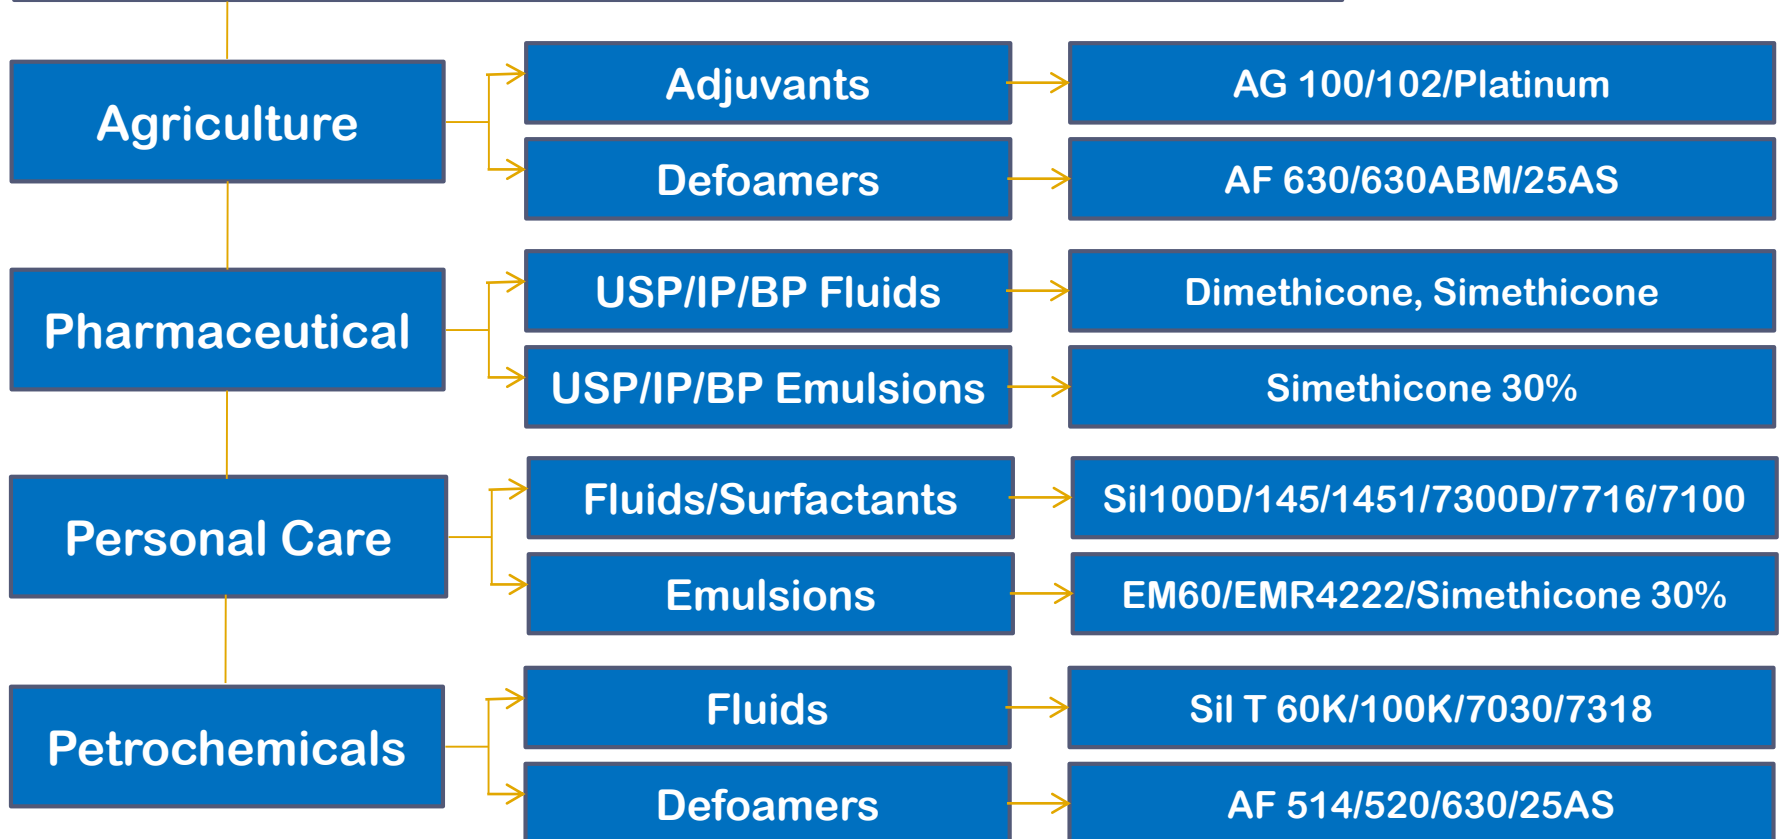 Agriculture
Adjuvants
AG 100/102/Platinum
Defoamers
AF 630/630ABM/25AS
Pharmaceutical
USP/IP/BP Fluids
Dimethicone, Simethicone
USP/IP/BP Emulsions
Simethicone 30%
Personal Care
Fluids/Surfactants
Sil100D/145/1451/7300D/7716/7100
Emulsions
EM60/EMR4222/Simethicone 30%
Petrochemicals
Fluids
Sil T 60K/100K/7030/7318
Defoamers
AF 514/520/630/25AS